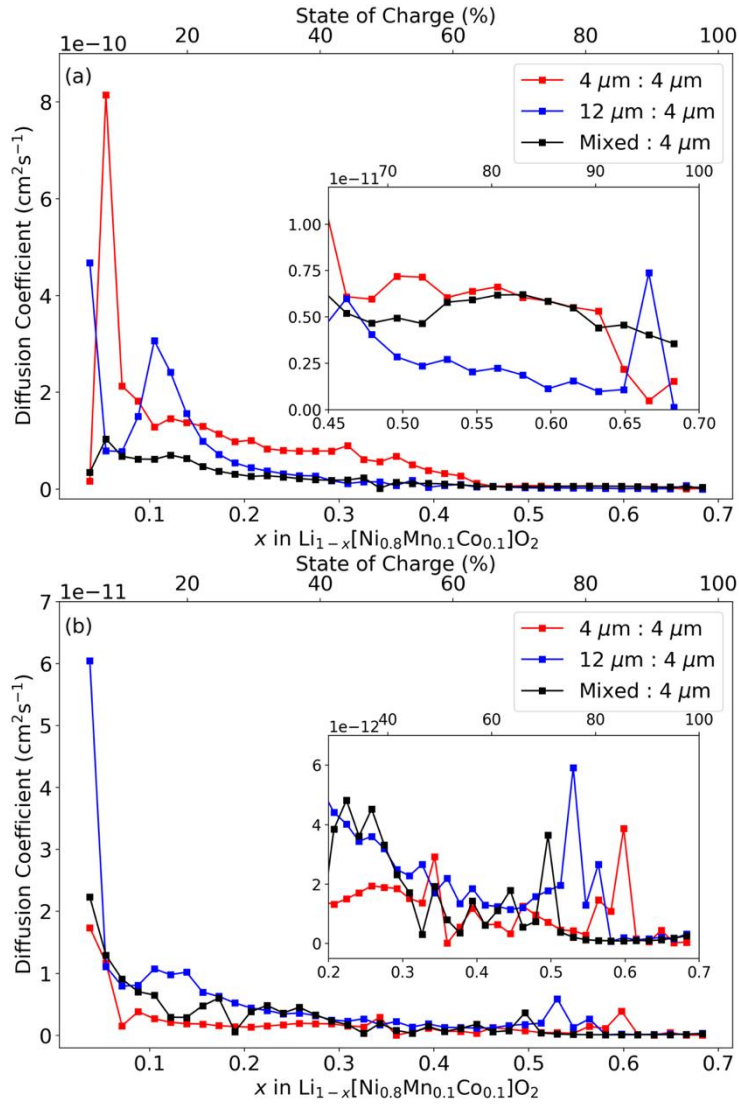 State of Charge (%)
1e−10 20 40 60 80 100
(a)
4 μm : 4 μm
12 μm : 4 μm
Mixed : 4 μm
8
6
4
2
0
Diffusion Coefficient (cm²s⁻¹)
1e−11 70 80 90 100
1.00
0.75
0.50
0.25
0.00
0.45 0.50 0.55 0.60 0.65 0.70
0.1 0.2 0.3 0.4 0.5 0.6 0.7
x in Li₁₋ₓ[Ni₀.₈Mn₀.₁Co₀.₁]O₂
State of Charge (%)
1e−11 20 40 60 80 100
(b)
4 μm : 4 μm
12 μm : 4 μm
Mixed : 4 μm
7
6
5
4
3
2
1
0
Diffusion Coefficient (cm²s⁻¹)
1e−12 40 60 80 100
6
4
2
0
0.2 0.3 0.4 0.5 0.6 0.7
0.1 0.2 0.3 0.4 0.5 0.6 0.7
x in Li₁₋ₓ[Ni₀.₈Mn₀.₁Co₀.₁]O₂